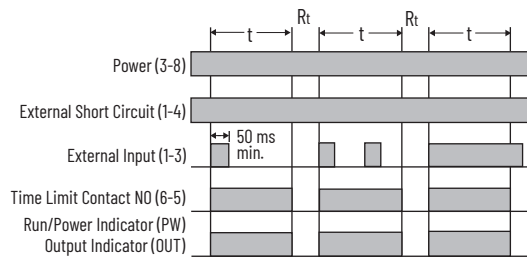 Rt Rt
t t t
Power (3-8)
External Short Circuit (1-4)
50 ms
min.
External Input (1-3)
Time Limit Contact NO (6-5)
Run/Power Indicator (PW)
Output Indicator (OUT)